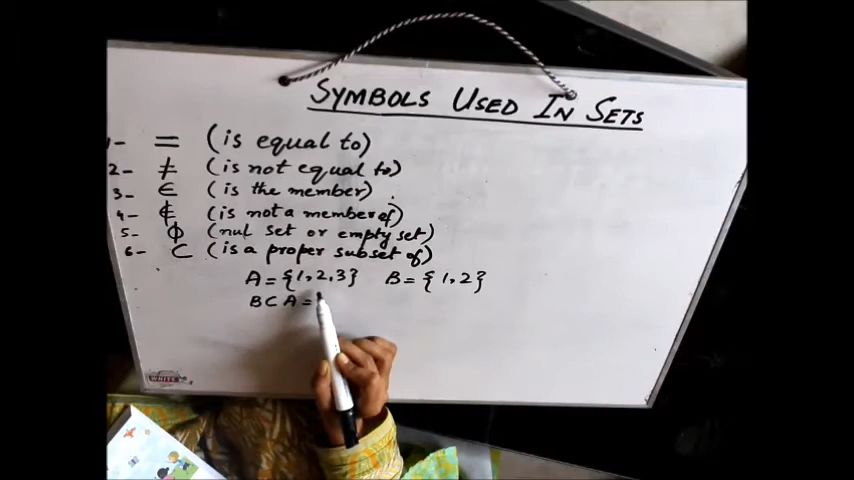 SYMBOLS USED IN SETS
1- = (is equal to)
2- ≠ (is not equal to)
3- ∈ (is the member)
4- ∉ (is not a member of)
5- ϕ (nul set or empty set)
6- ⊂ (is a proper subset of)
A = {1,2,3} B = {1,2}
B ⊂ A =
WHITE